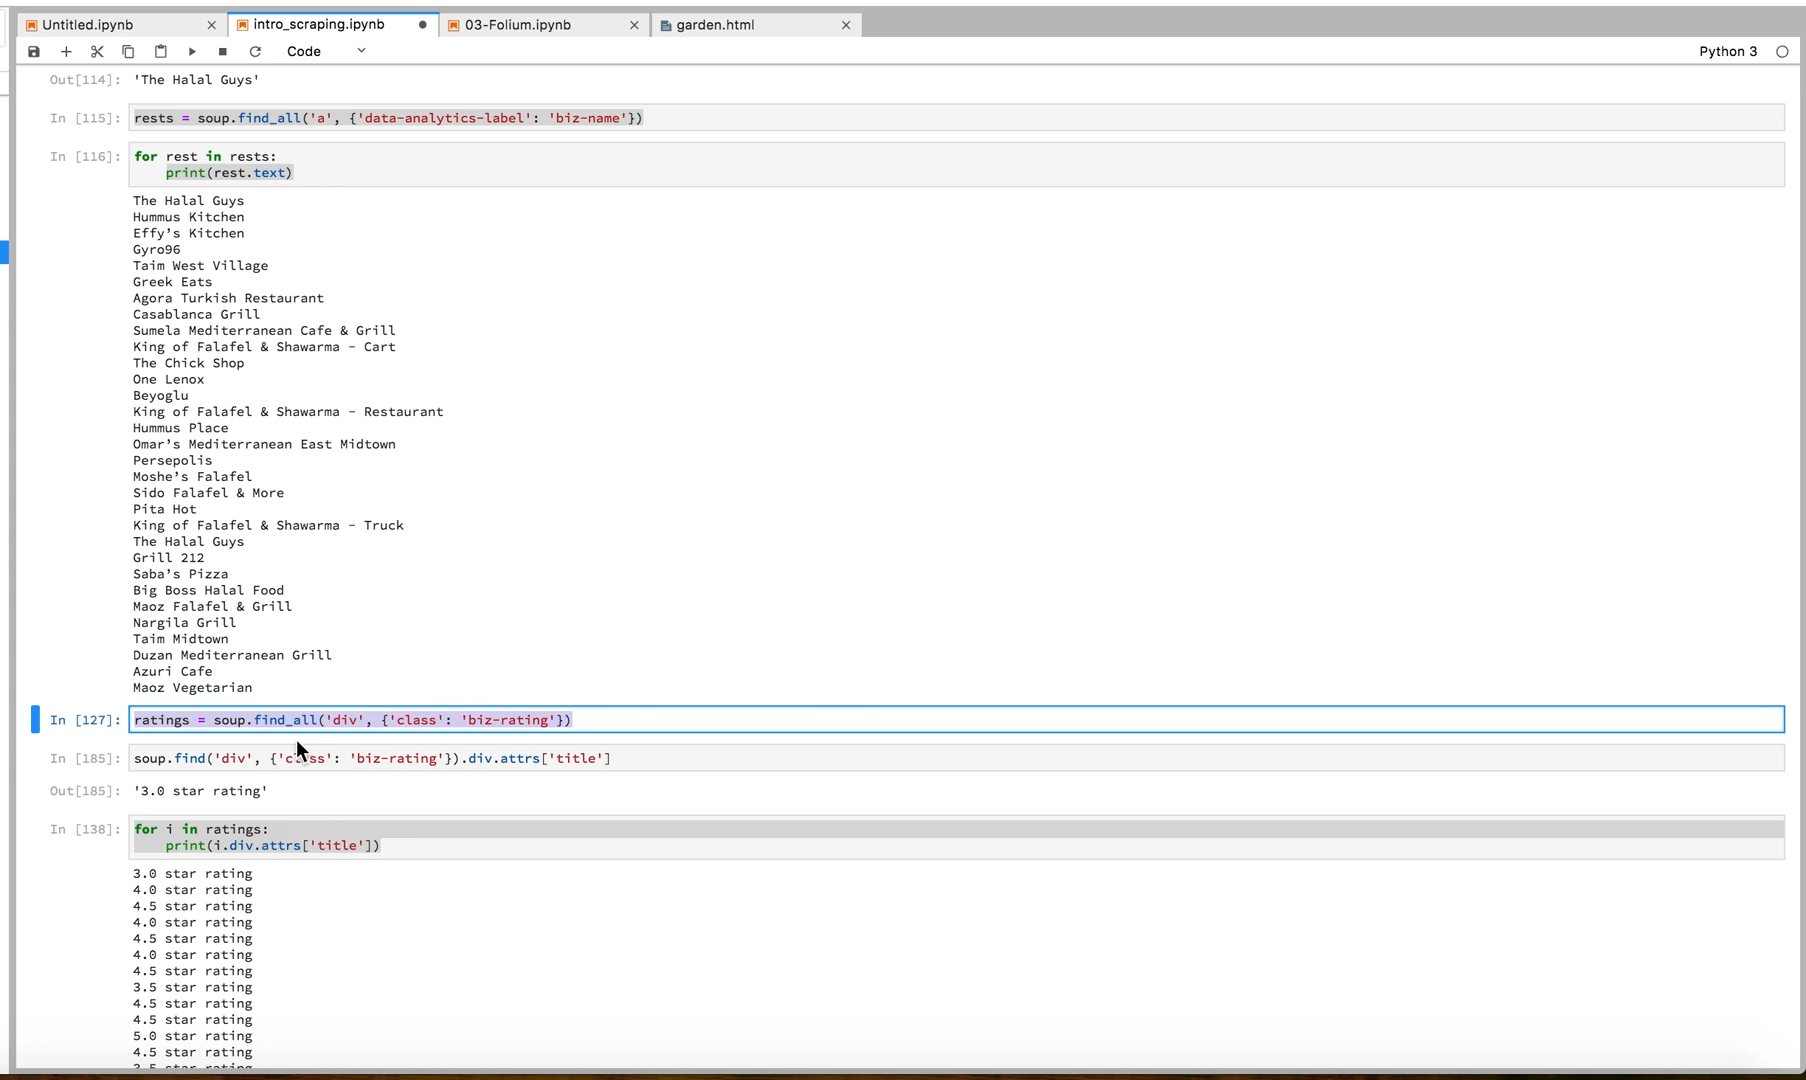 Untitled.ipynb
intro_scraping.ipynb
03-Folium.ipynb
garden.html
Code
Python 3
Out[114]: 'The Halal Guys'
In [115]: rests = soup.find_all('a', {'data-analytics-label': 'biz-name'})
In [116]: for rest in rests:
print(rest.text)
The Halal Guys
Hummus Kitchen
Effy’s Kitchen
Gyro96
Taim West Village
Greek Eats
Agora Turkish Restaurant
Casablanca Grill
Sumela Mediterranean Cafe & Grill
King of Falafel & Shawarma - Cart
The Chick Shop
One Lenox
Beyoglu
King of Falafel & Shawarma - Restaurant
Hummus Place
Omar’s Mediterranean East Midtown
Persepolis
Moshe’s Falafel
Sido Falafel & More
Pita Hot
King of Falafel & Shawarma - Truck
The Halal Guys
Grill 212
Saba’s Pizza
Big Boss Halal Food
Maoz Falafel & Grill
Nargila Grill
Taim Midtown
Duzan Mediterranean Grill
Azuri Cafe
Maoz Vegetarian
In [127]: ratings = soup.find_all('div', {'class': 'biz-rating'})
In [185]: soup.find('div', {'class': 'biz-rating'}).div.attrs['title']
Out[185]: '3.0 star rating'
In [138]: for i in ratings:
print(i.div.attrs['title'])
3.0 star rating
4.0 star rating
4.5 star rating
4.0 star rating
4.5 star rating
4.0 star rating
4.5 star rating
3.5 star rating
4.5 star rating
4.5 star rating
5.0 star rating
4.5 star rating